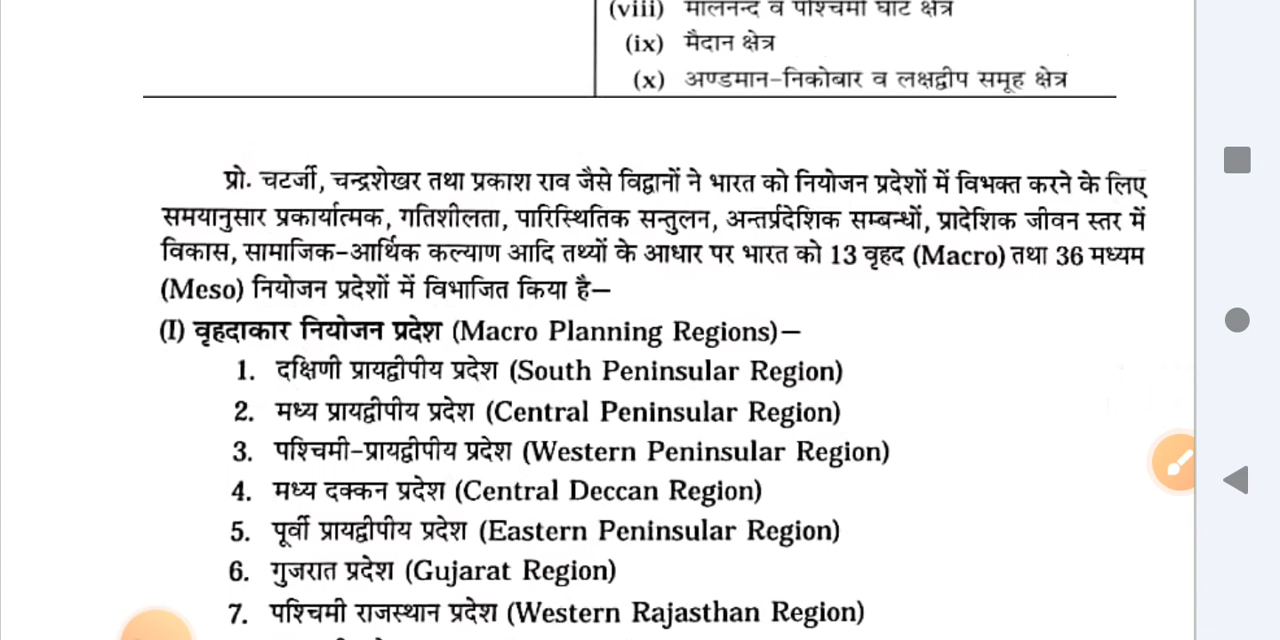 (viii) मालनन्द व पश्चिमी घाट क्षेत्र
(ix) मैदान क्षेत्र
(x) अण्डमान-निकोबार व लक्षद्वीप समूह क्षेत्र
प्रो. चटर्जी, चन्द्रशेखर तथा प्रकाश राव जैसे विद्वानों ने भारत को नियोजन प्रदेशों में विभक्त करने के लिए
समयानुसार प्रकार्यात्मक, गतिशीलता, पारिस्थितिक सन्तुलन, अन्तर्प्रदेशिक सम्बन्धों, प्रादेशिक जीवन स्तर में
विकास, सामाजिक-आर्थिक कल्याण आदि तथ्यों के आधार पर भारत को 13 वृहद (Macro) तथा 36 मध्यम
(Meso) नियोजन प्रदेशों में विभाजित किया है—
(I) वृहदाकार नियोजन प्रदेश (Macro Planning Regions)—
1. दक्षिणी प्रायद्वीपीय प्रदेश (South Peninsular Region)
2. मध्य प्रायद्वीपीय प्रदेश (Central Peninsular Region)
3. पश्चिमी-प्रायद्वीपीय प्रदेश (Western Peninsular Region)
4. मध्य दक्कन प्रदेश (Central Deccan Region)
5. पूर्वी प्रायद्वीपीय प्रदेश (Eastern Peninsular Region)
6. गुजरात प्रदेश (Gujarat Region)
7. पश्चिमी राजस्थान प्रदेश (Western Rajasthan Region)